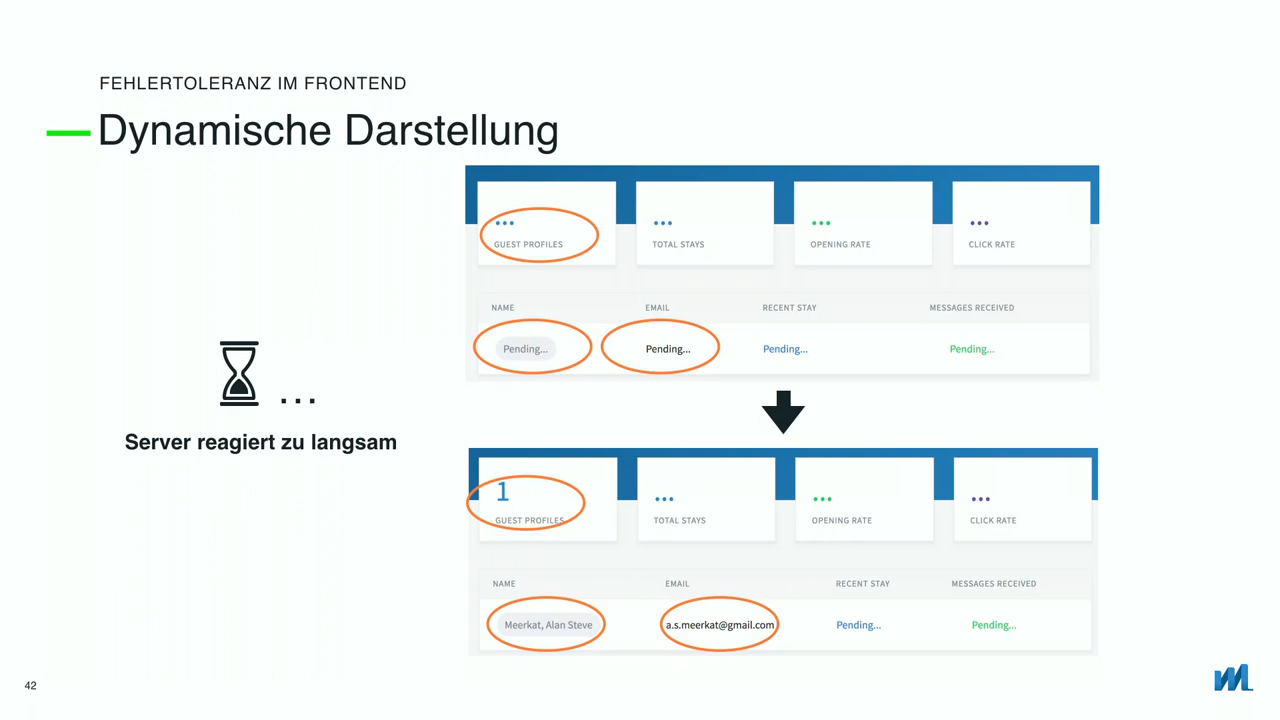 FEHLERTOLERANZ IM FRONTEND
Dynamische Darstellung
... ... ... ...
GUEST PROFILES TOTAL STAYS OPENING RATE CLICK RATE
NAME EMAIL RECENT STAY MESSAGES RECEIVED
Pending... Pending... Pending... Pending...
...
Server reagiert zu langsam
1 ... ... ...
GUEST PROFILES TOTAL STAYS OPENING RATE CLICK RATE
NAME EMAIL RECENT STAY MESSAGES RECEIVED
Meerkat, Alan Steve a.s.meerkat@gmail.com Pending... Pending...
42